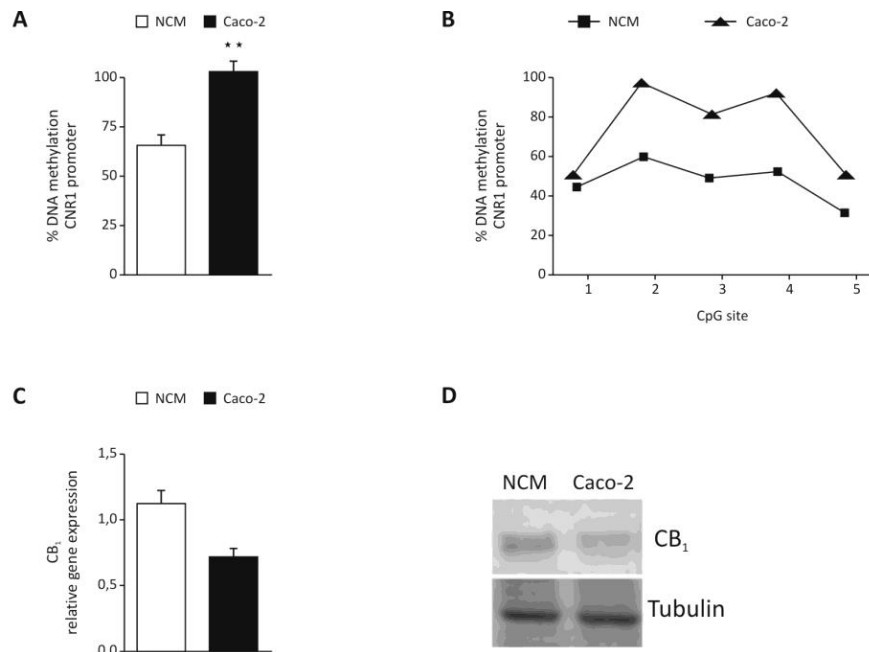 A
NCM Caco-2
★★
100
75
50
25
0
% DNA methylation
CNR1 promoter
B
NCM Caco-2
100
80
60
40
20
0
% DNA methylation
CNR1 promoter
1 2 3 4 5
CpG site
C
NCM Caco-2
1,5
1,0
0,5
0,0
CB₁
relative gene expression
D
NCM Caco-2
CB₁
Tubulin